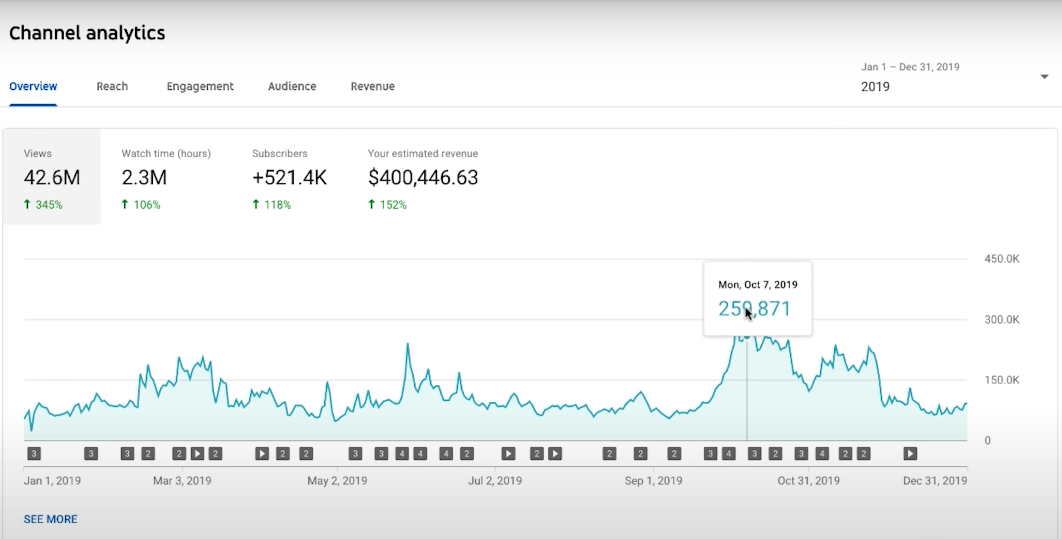 Channel analytics
Jan 1 – Dec 31, 2019
2019
Overview Reach Engagement Audience Revenue
Views Watch time (hours) Subscribers Your estimated revenue
42.6M 2.3M +521.4K $400,446.63
345% 106% 118% 152%
450.0K
Mon, Oct 7, 2019
259,871
300.0K
150.0K
0
3 3 3 2 2 2 2 2 3 3 4 4 4 2 2 2 2 2 3 4 3 2 3 4 2 2
Jan 1, 2019 Mar 3, 2019 May 2, 2019 Jul 2, 2019 Sep 1, 2019 Oct 31, 2019 Dec 31, 2019
SEE MORE